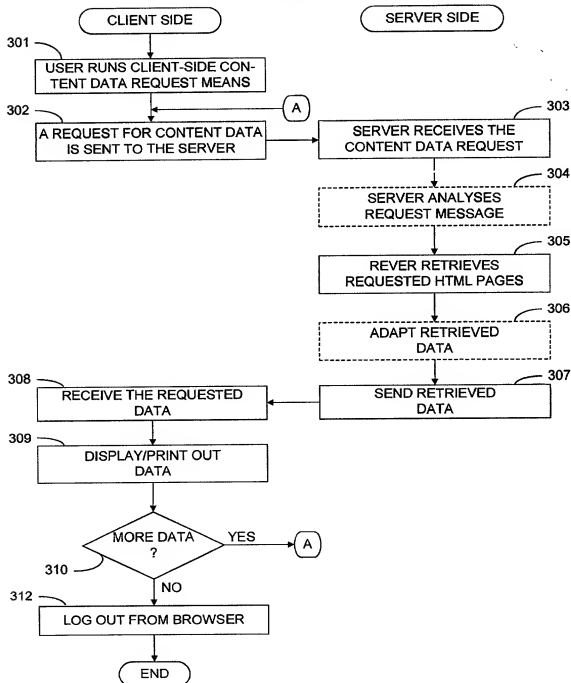 CLIENT SIDE
SERVER SIDE
301
USER RUNS CLIENT-SIDE CON-
TENT DATA REQUEST MEANS
302
A
303
A REQUEST FOR CONTENT DATA
IS SENT TO THE SERVER
SERVER RECEIVES THE
CONTENT DATA REQUEST
304
SERVER ANALYSES
REQUEST MESSAGE
305
REVER RETRIEVES
REQUESTED HTML PAGES
306
ADAPT RETRIEVED
DATA
307
SEND RETRIEVED
DATA
308
RECEIVE THE REQUESTED
DATA
309
DISPLAY/PRINT OUT
DATA
MORE DATA
?
YES
A
310
NO
312
LOG OUT FROM BROWSER
END